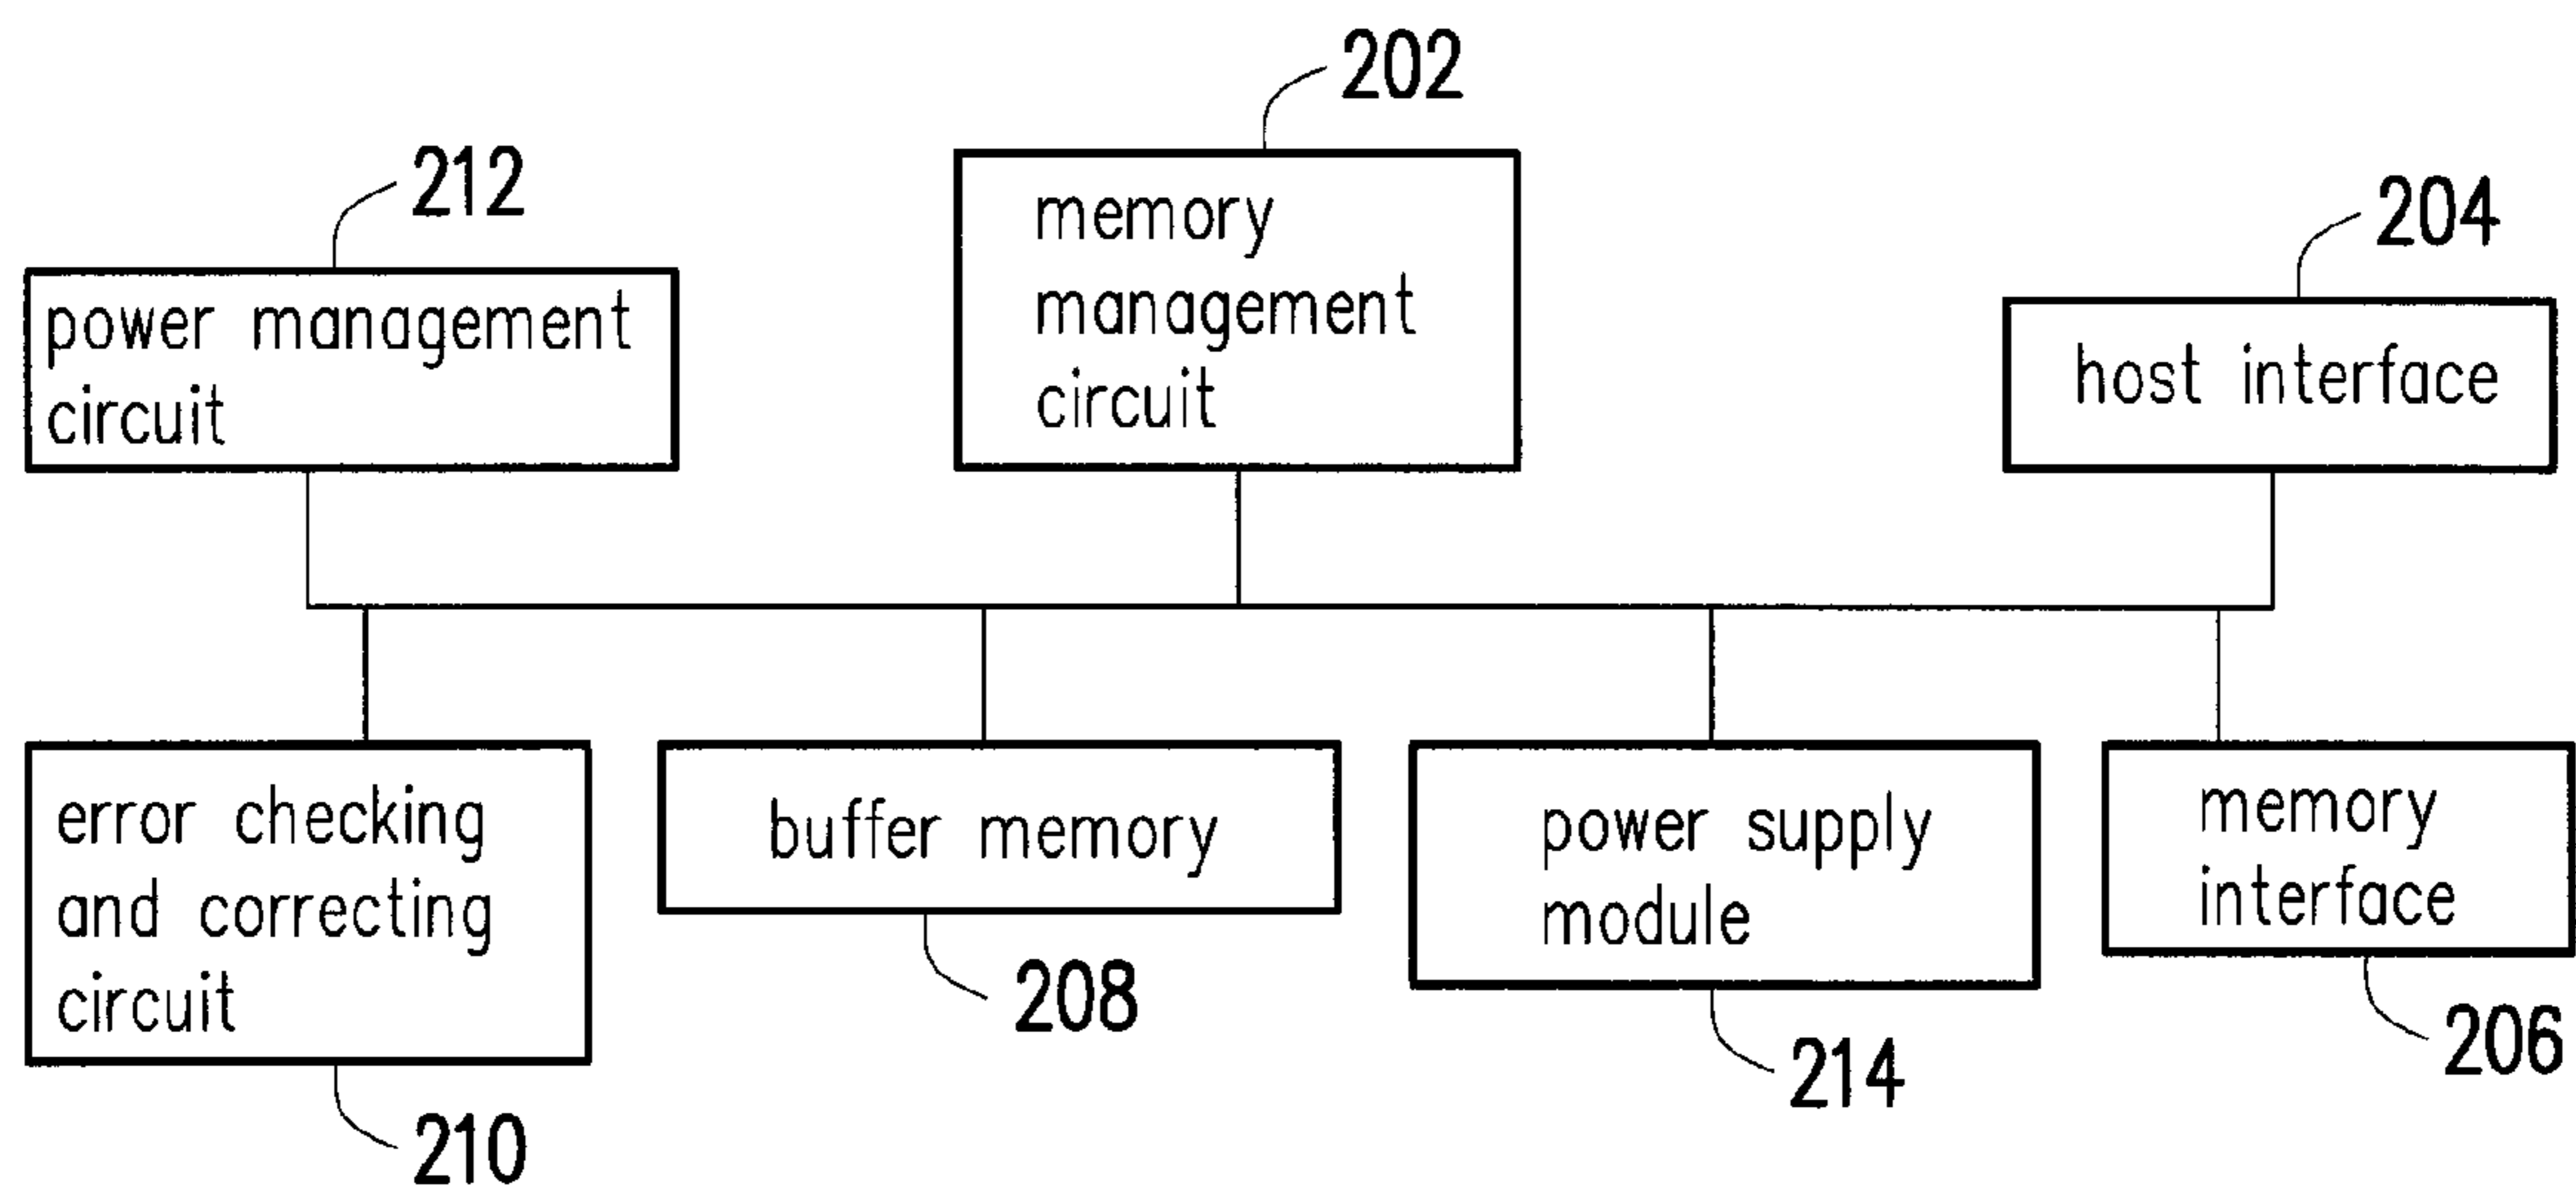 202
212
204
memory
management
circuit
power management
circuit
host interface
error checking
and correcting
circuit
buffer memory
power supply
module
memory
interface
208
206
214
210